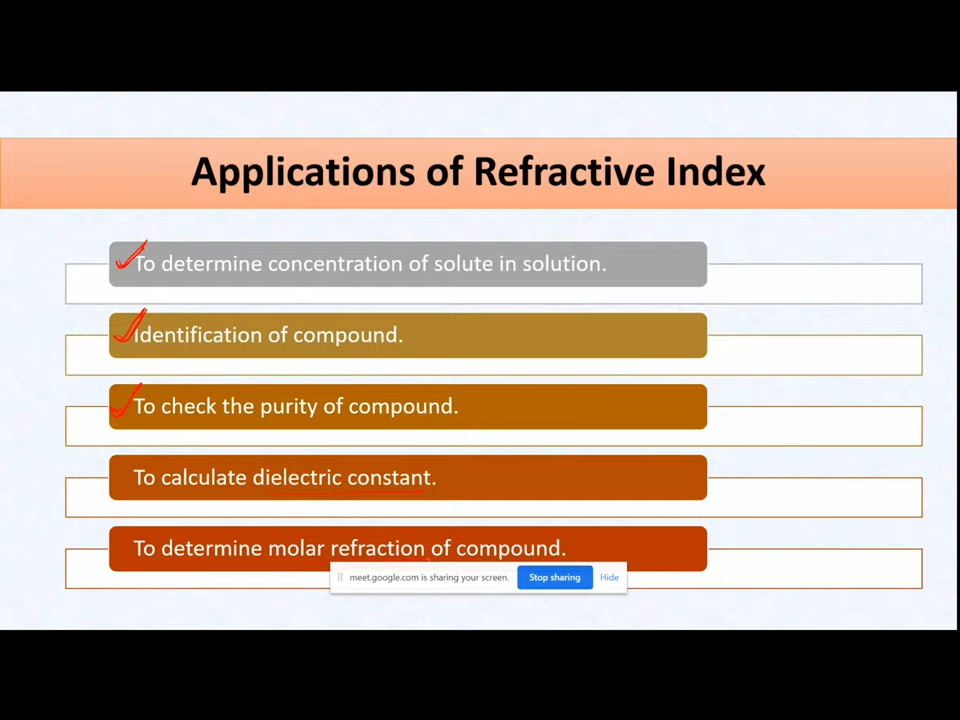 Applications of Refractive Index
To determine concentration of solute in solution.
Identification of compound.
To check the purity of compound.
To calculate dielectric constant.
To determine molar refraction of compound.
meet.google.com is sharing your screen. Stop sharing Hide